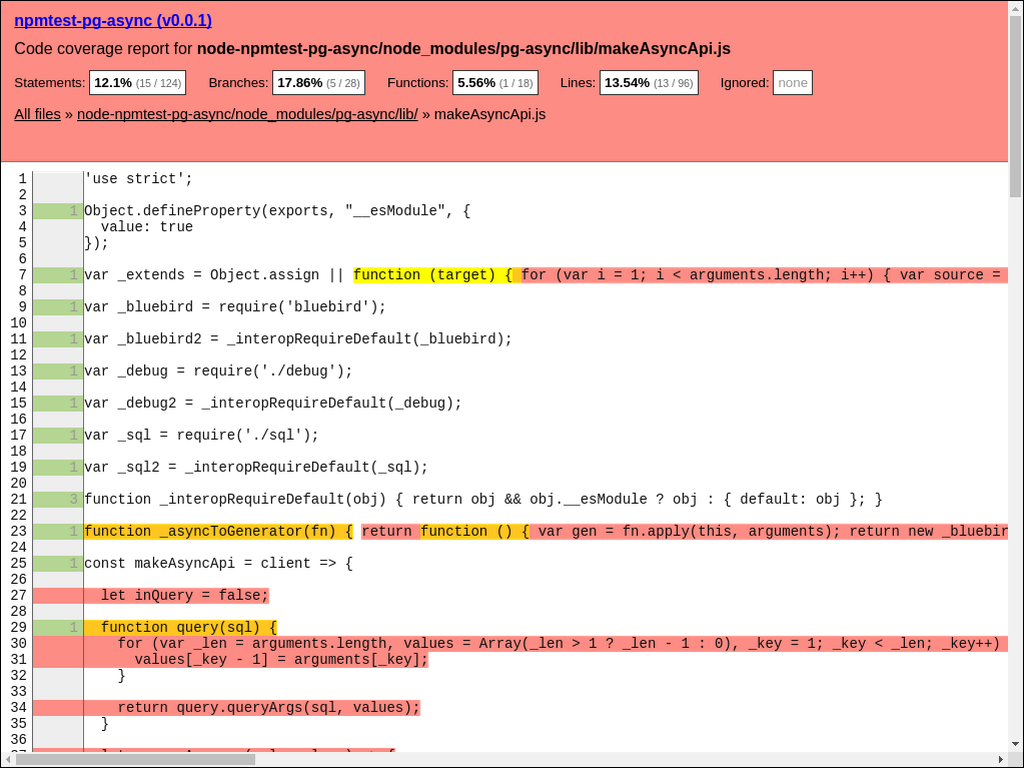 npmtest-pg-async (v0.0.1)
Code coverage report for node-npmtest-pg-async/node_modules/pg-async/lib/makeAsyncApi.js
Statements: 12.1% (15 / 124) Branches: 17.86% (5 / 28) Functions: 5.56% (1 / 18) Lines: 13.54% (13 / 96) Ignored: none
All files » node-npmtest-pg-async/node_modules/pg-async/lib/ » makeAsyncApi.js
1 'use strict';
2
3 1 Object.defineProperty(exports, "__esModule", {
4   value: true
5 });
6
7 1 var _extends = Object.assign || function (target) { for (var i = 1; i < arguments.length; i++) { var source =
8
9 1 var _bluebird = require('bluebird');
10
11 1 var _bluebird2 = _interopRequireDefault(_bluebird);
12
13 1 var _debug = require('./debug');
14
15 1 var _debug2 = _interopRequireDefault(_debug);
16
17 1 var _sql = require('./sql');
18
19 1 var _sql2 = _interopRequireDefault(_sql);
20
21 3 function _interopRequireDefault(obj) { return obj && obj.__esModule ? obj : { default: obj }; }
22
23 1 function _asyncToGenerator(fn) { return function () { var gen = fn.apply(this, arguments); return new _bluebir
24
25 1 const makeAsyncApi = client => {
26
27   let inQuery = false;
28
29 1   function query(sql) {
30     for (var _len = arguments.length, values = Array(_len > 1 ? _len - 1 : 0), _key = 1; _key < _len; _key++)
31       values[_key - 1] = arguments[_key];
32     }
33
34     return query.queryArgs(sql, values);
35   }
36